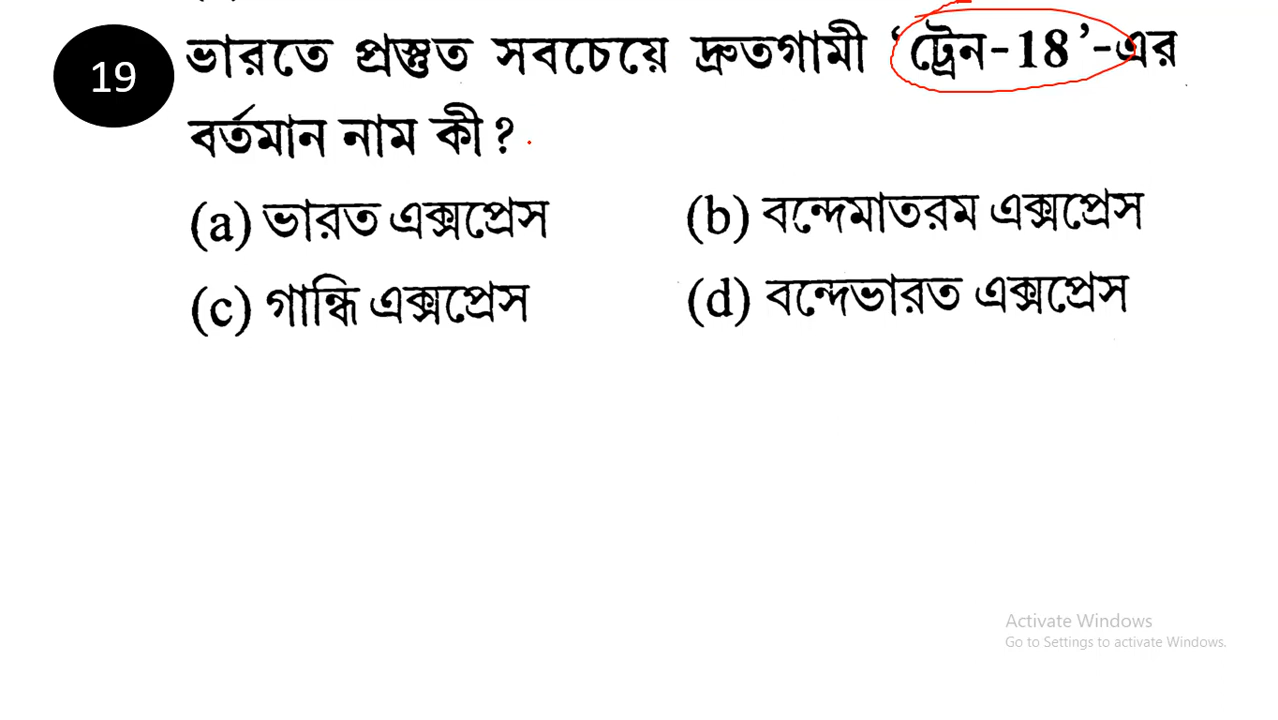 19
ভারতে প্রস্তুত সবচেয়ে দ্রুতগামী ‘ট্রেন-18’-এর
বর্তমান নাম কী?
(a) ভারত এক্সপ্রেস (b) বন্দেমাতরম এক্সপ্রেস
(c) গান্ধি এক্সপ্রেস (d) বন্দেভারত এক্সপ্রেস
Activate Windows
Go to Settings to activate Windows.